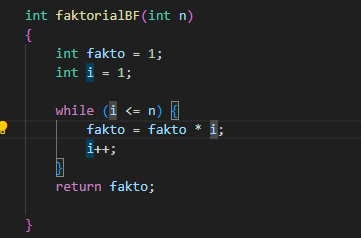 int faktorialBF(int n)
{
    int fakto = 1;
    int i = 1;

    while (i <= n) {
        fakto = fakto * i;
        i++;
    }
    return fakto;

}